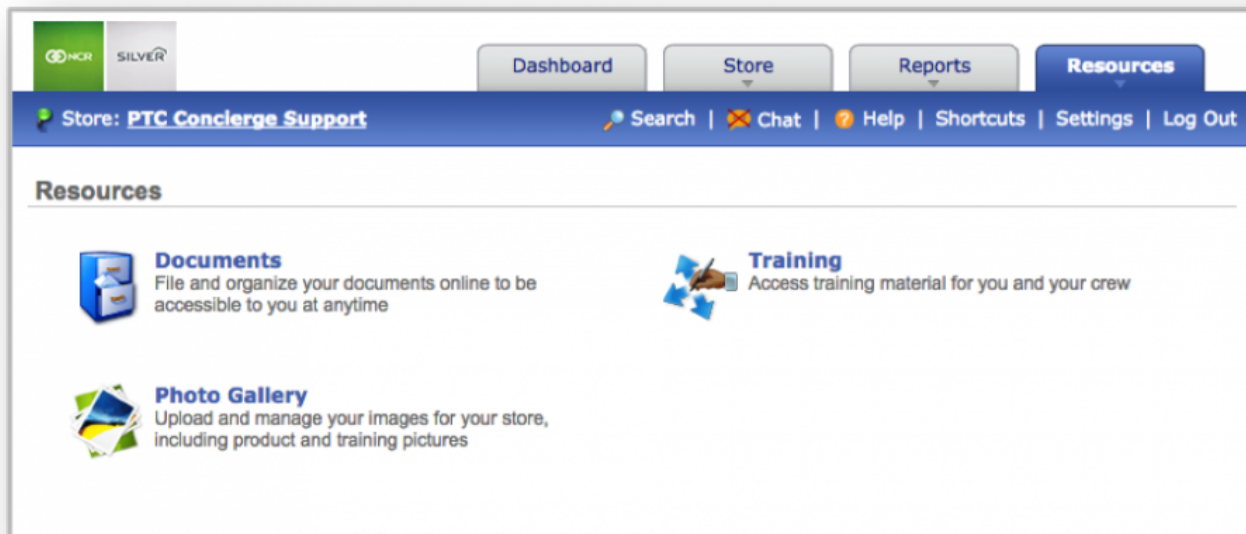 NCR SILVER
Dashboard Store Reports Resources
Store: PTC Concierge Support Search | Chat | ? Help | Shortcuts | Settings | Log Out
Resources
Documents
File and organize your documents online to be
accessible to you at anytime
Training
Access training material for you and your crew
Photo Gallery
Upload and manage your images for your store,
including product and training pictures